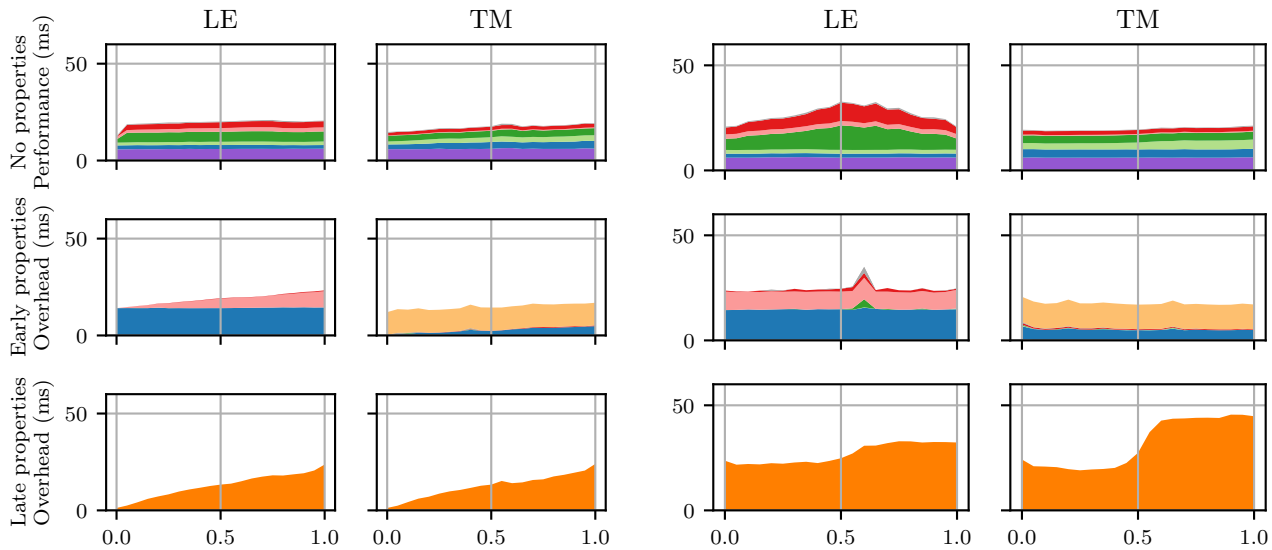 LE TM LE TM
No properties
Performance (ms)
50 50
0 0
Early properties
Overhead (ms)
50 50
0 0
Late properties
Overhead (ms)
50 50
0 0
0.0 0.5 1.0 0.0 0.5 1.0 0.0 0.5 1.0 0.0 0.5 1.0